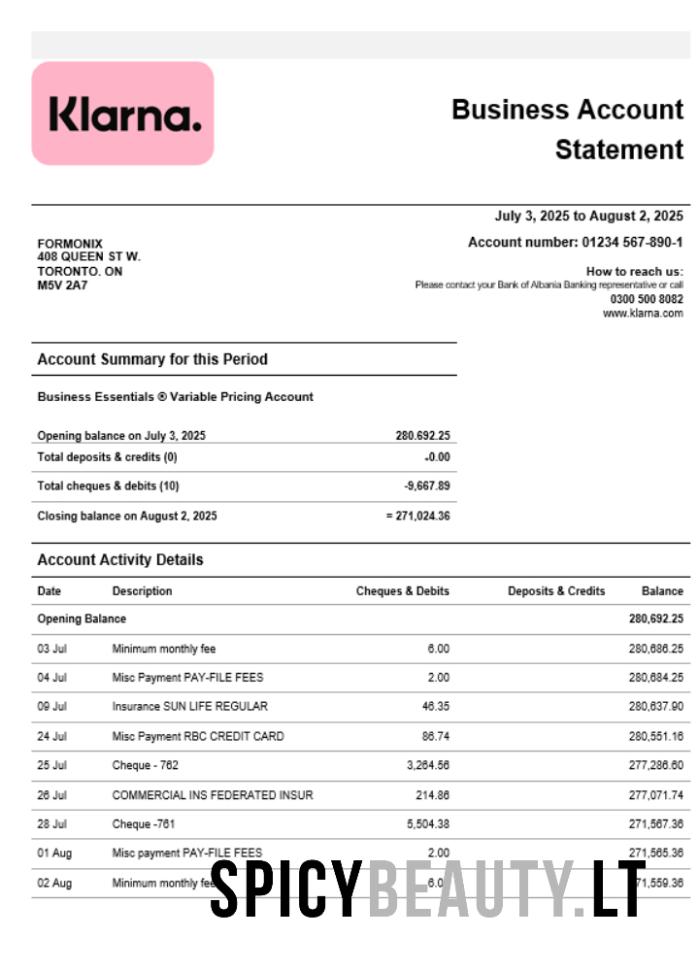 Klarna.
Business Account
Statement
July 3, 2025 to August 2, 2025
FORMONIX
408 QUEEN ST W.
TORONTO. ON
M5V 2A7
Account number: 01234 567-890-1
How to reach us:
Please contact your Bank of Albania Banking representative or call
0300 500 8082
www.klarna.com
Account Summary for this Period
Business Essentials ® Variable Pricing Account
Opening balance on July 3, 2025 280.692.25
Total deposits & credits (0) -0.00
Total cheques & debits (10) -9,667.89
Closing balance on August 2, 2025 = 271,024.36
Account Activity Details
Date Description Cheques & Debits Deposits & Credits Balance
Opening Balance 280,692.25
03 Jul Minimum monthly fee 6.00 280,686.25
04 Jul Misc Payment PAY-FILE FEES 2.00 280,684.25
09 Jul Insurance SUN LIFE REGULAR 46.35 280,637.90
24 Jul Misc Payment RBC CREDIT CARD 86.74 280,551.16
25 Jul Cheque - 762 3,264.56 277,286.60
26 Jul COMMERCIAL INS FEDERATED INSUR 214.86 277,071.74
28 Jul Cheque -761 5,504.38 271,567.36
01 Aug Misc payment PAY-FILE FEES 2.00 271,565.36
02 Aug Minimum monthly fee
SPICYBEAUTY.LT